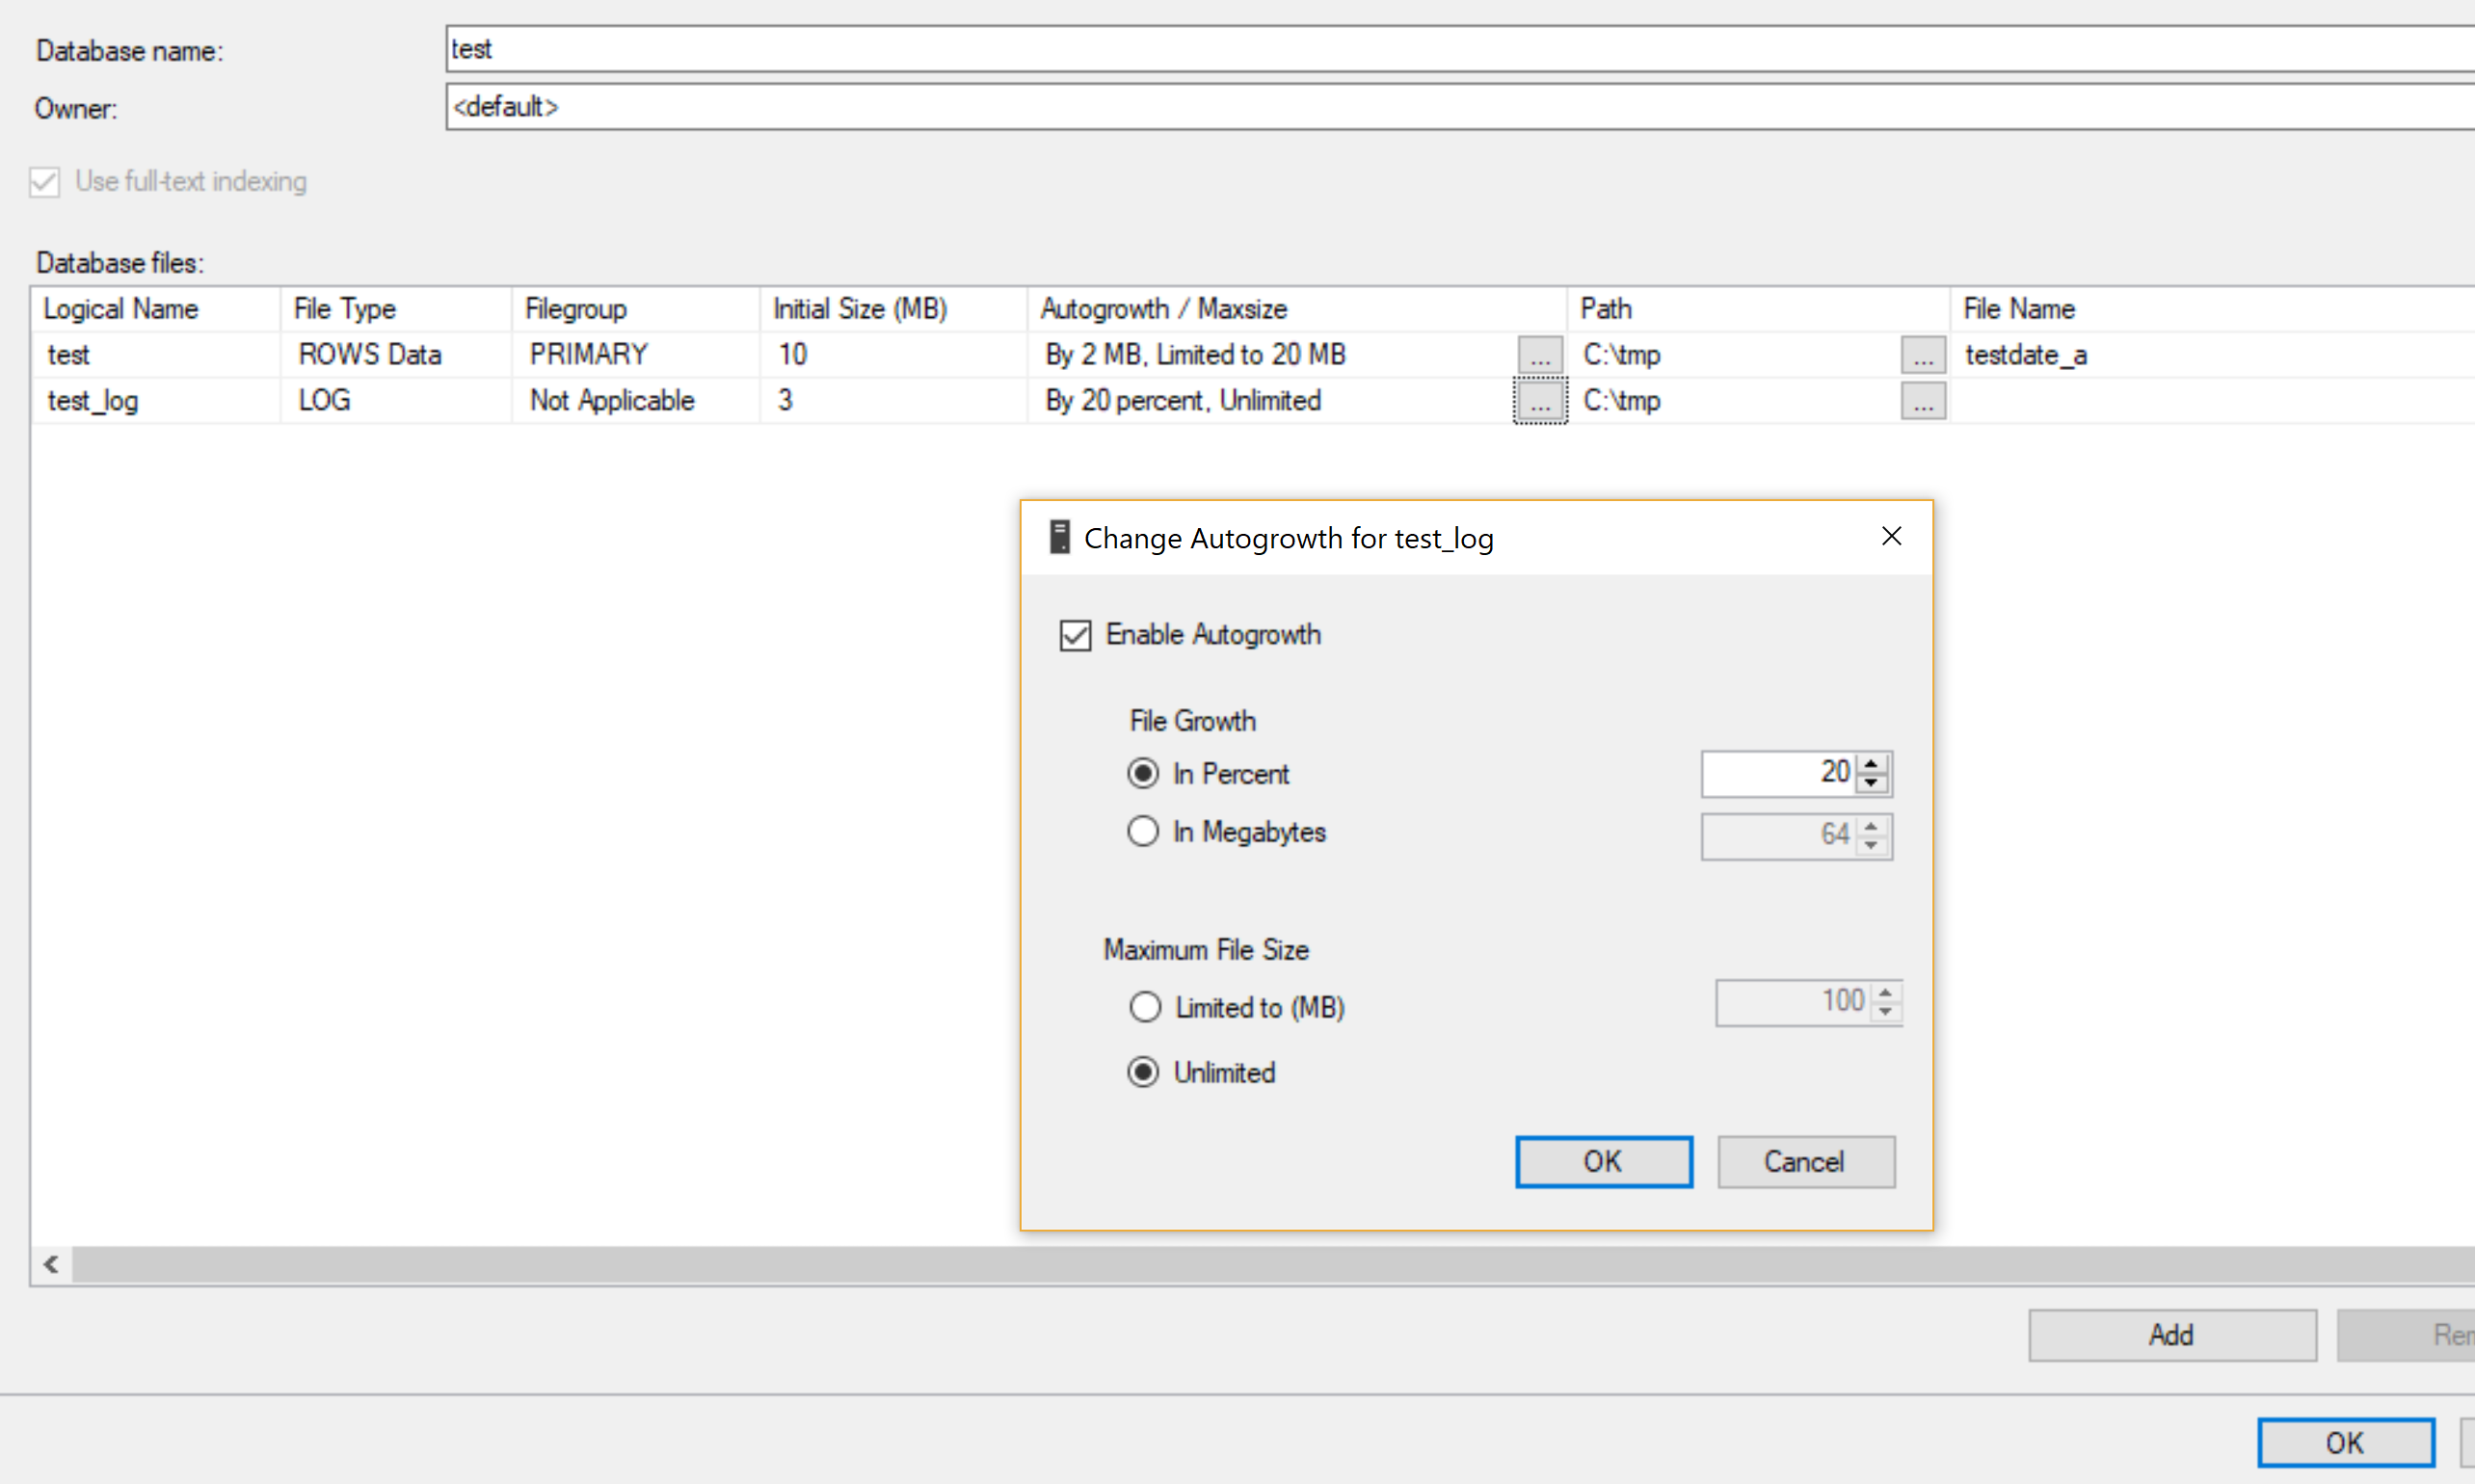 Database name: test
Owner: <default>
Use full-text indexing
Database files:
Logical Name File Type Filegroup Initial Size (MB) Autogrowth / Maxsize Path File Name
test ROWS Data PRIMARY 10 By 2 MB, Limited to 20 MB ... C:\tmp ... testdate_a
test_log LOG Not Applicable 3 By 20 percent, Unlimited ... C:\tmp ...
Change Autogrowth for test_log
Enable Autogrowth
File Growth
In Percent 20
In Megabytes 64
Maximum File Size
Limited to (MB) 100
Unlimited
OK Cancel
Add
OK